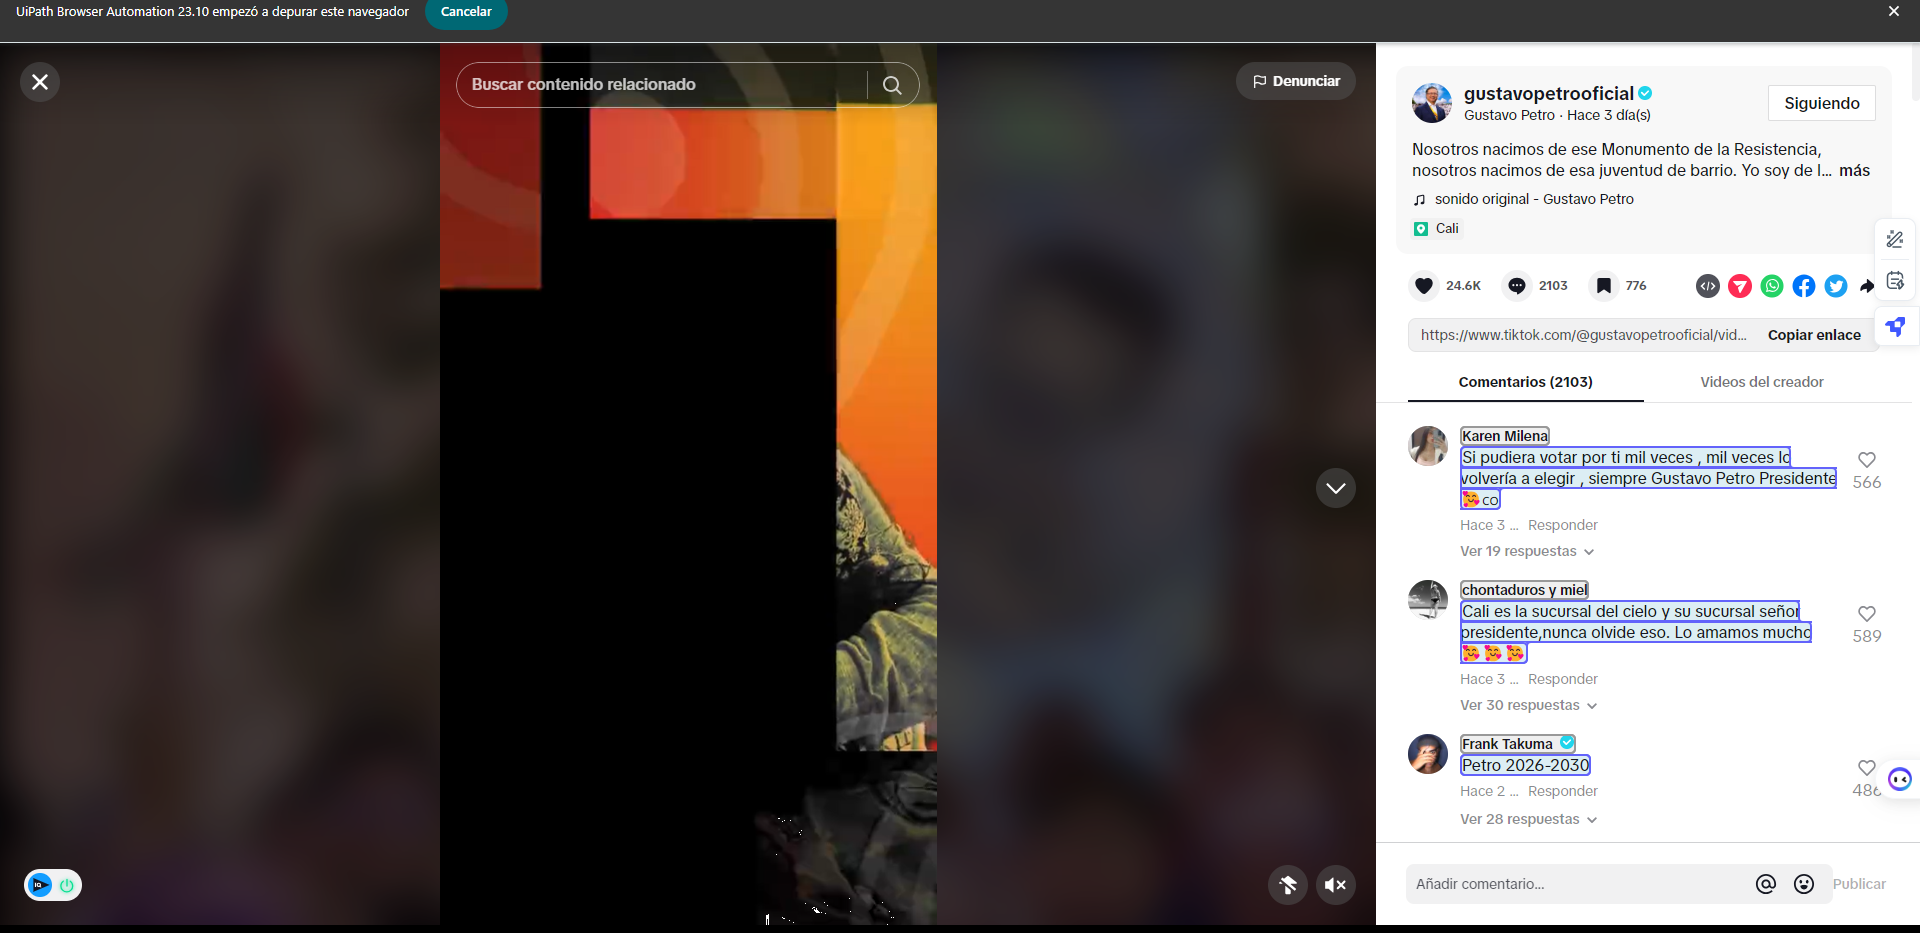 UiPath Browser Automation 23.10 empezó a depurar este navegador
Cancelar
Buscar contenido relacionado
Denunciar
gustavopetrooficial
Gustavo Petro · Hace 3 día(s)
Siguiendo
Nosotros nacimos de ese Monumento de la Resistencia,
nosotros nacimos de esa juventud de barrio. Yo soy de l... más
sonido original - Gustavo Petro
Cali
24.6K
2103
776
https://www.tiktok.com/@gustavopetrooficial/vid...
Copiar enlace
Comentarios (2103)
Videos del creador
Karen Milena
Si pudiera votar por ti mil veces , mil veces lo
volvería a elegir , siempre Gustavo Petro Presidente
🥰 co
566
Hace 3 ... Responder
Ver 19 respuestas
chontaduros y miel
Cali es la sucursal del cielo y su sucursal señor
presidente,nunca olvide eso. Lo amamos mucho
🥰 🥰 🥰
589
Hace 3 ... Responder
Ver 30 respuestas
Frank Takuma
Petro 2026-2030
486
Hace 2 ... Responder
Ver 28 respuestas
Añadir comentario...
Publicar